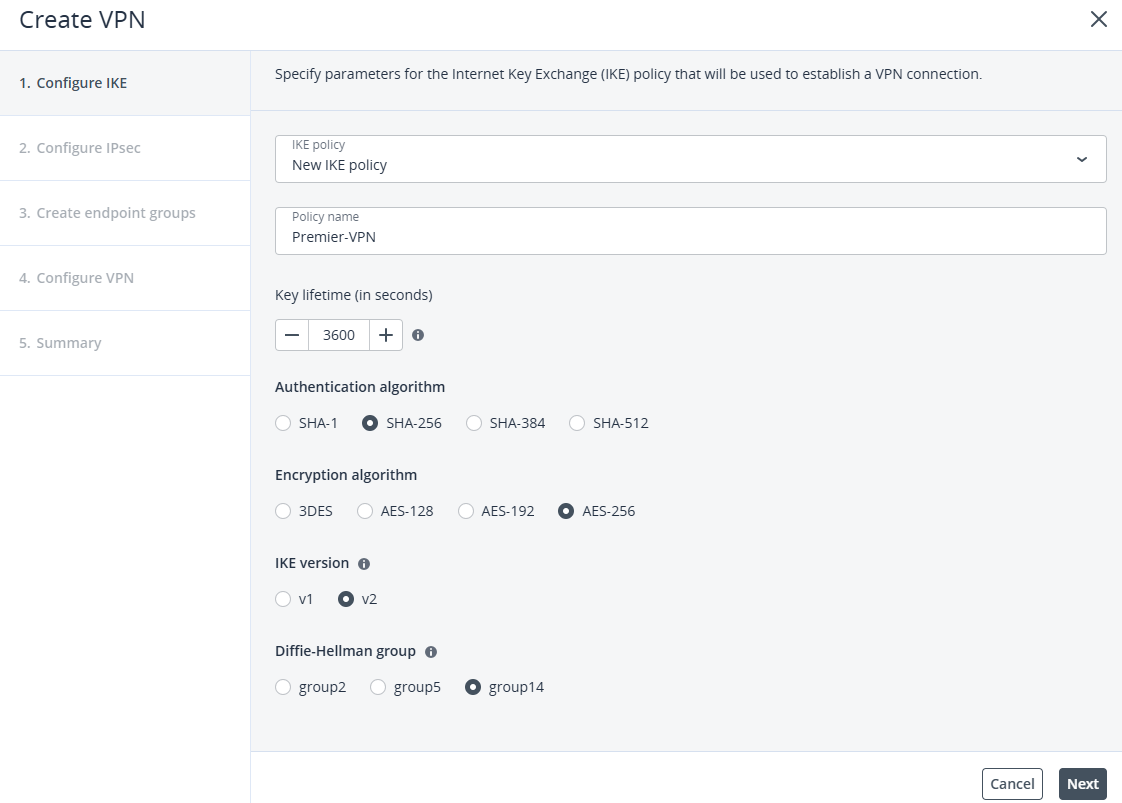 Create VPN
1. Configure IKE
2. Configure IPsec
3. Create endpoint groups
4. Configure VPN
5. Summary
Specify parameters for the Internet Key Exchange (IKE) policy that will be used to establish a VPN connection.
IKE policy
New IKE policy
Policy name
Premier-VPN
Key lifetime (in seconds)
3600
Authentication algorithm
SHA-1 SHA-256 SHA-384 SHA-512
Encryption algorithm
3DES AES-128 AES-192 AES-256
IKE version
v1 v2
Diffie-Hellman group
group2 group5 group14
Cancel Next